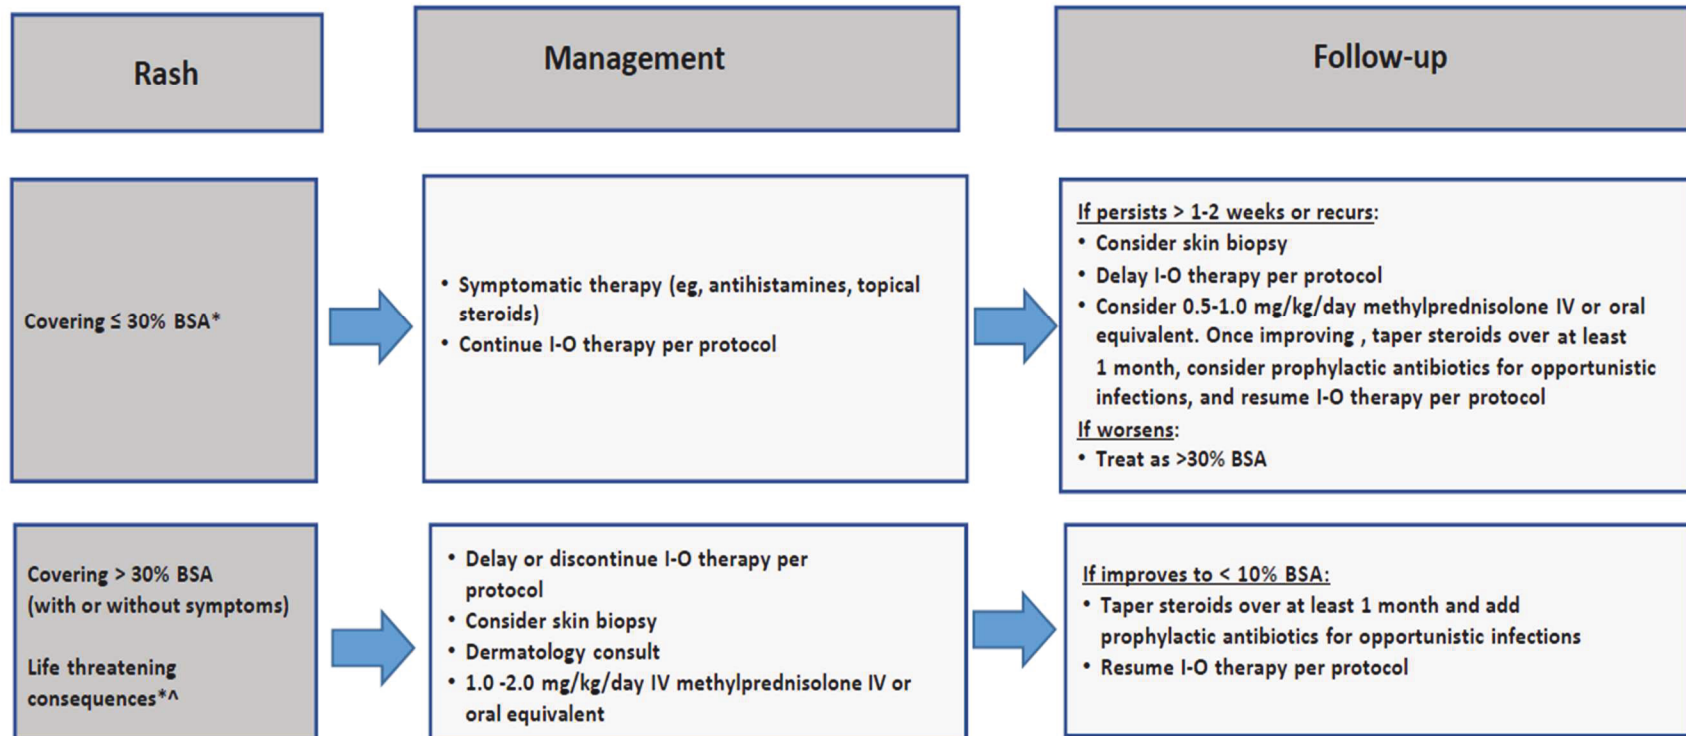 Rash
Management
Follow-up
Covering ≤ 30% BSA*
• Symptomatic therapy (eg, antihistamines, topical
steroids)
• Continue I-O therapy per protocol
If persists > 1-2 weeks or recurs:
• Consider skin biopsy
• Delay I-O therapy per protocol
• Consider 0.5-1.0 mg/kg/day methylprednisolone IV or oral
equivalent. Once improving , taper steroids over at least
1 month, consider prophylactic antibiotics for opportunistic
infections, and resume I-O therapy per protocol
If worsens:
• Treat as >30% BSA
Covering > 30% BSA
(with or without symptoms)
Life threatening
consequences*^
• Delay or discontinue I-O therapy per
protocol
• Consider skin biopsy
• Dermatology consult
• 1.0 -2.0 mg/kg/day IV methylprednisolone IV or
oral equivalent
If improves to < 10% BSA:
• Taper steroids over at least 1 month and add
prophylactic antibiotics for opportunistic infections
• Resume I-O therapy per protocol